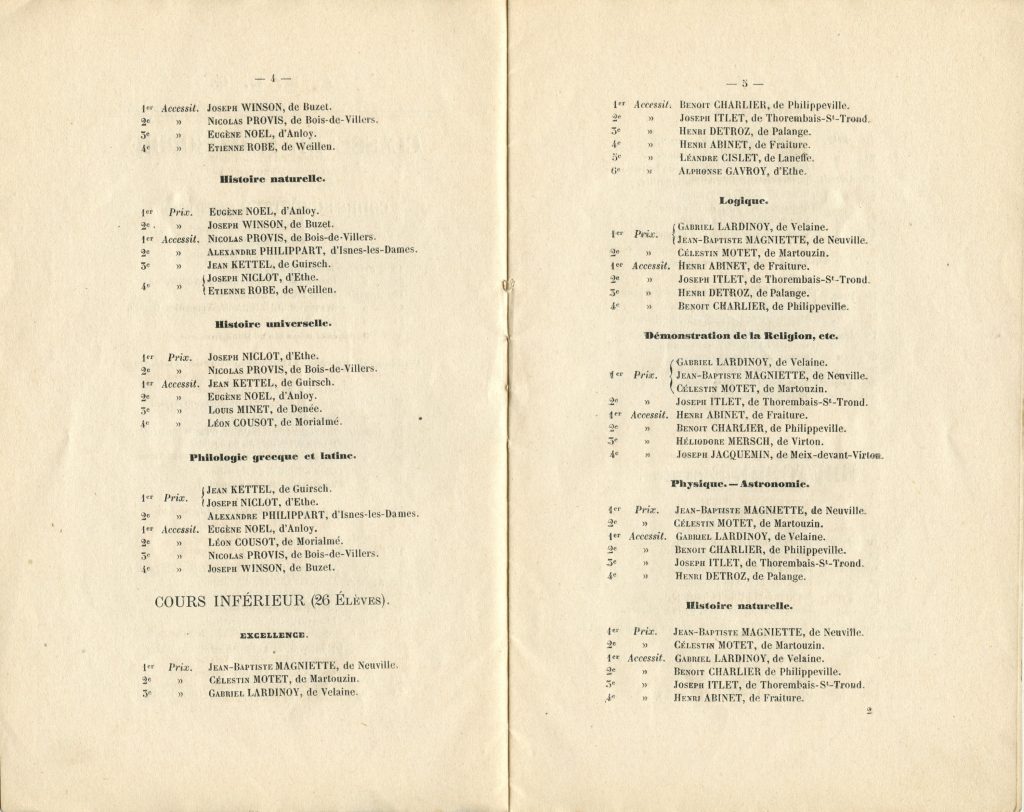 — 4 —
1er Accessit. Joseph WINSON, de Buzet.
2e » Nicolas PROVIS, de Bois-de-Villers.
3e » Eugène NOEL, d'Anloy.
4e » Etienne ROBE, de Weillen.
Histoire naturelle.
1er Prix. Eugène NOEL, d'Anloy.
2e » Joseph WINSON, de Buzet.
1er Accessit. Nicolas PROVIS, de Bois-de-Villers.
2e » Alexandre PHILIPPART, d'Isnes-les-Dames.
3e » Jean KETTEL, de Guirsch.
4e » { Joseph NICLOT, d'Ethe.
Etienne ROBE, de Weillen.
Histoire universelle.
1er Prix. Joseph NICLOT, d'Ethe.
2e » Nicolas PROVIS, de Bois-de-Villers.
1er Accessit. Jean KETTEL, de Guirsch.
2e » Eugène NOEL, d'Anloy.
3e » Louis MINET, de Denée.
4e » Léon COUSOT, de Morialmé.
Philologie grecque et latine.
1er Prix. { Jean KETTEL, de Guirsch.
Joseph NICLOT, d'Ethe.
2e » Alexandre PHILIPPART, d'Isnes-les-Dames.
1er Accessit. Eugène NOEL, d'Anloy.
2e » Léon COUSOT, de Morialmé.
3e » Nicolas PROVIS, de Bois-de-Villers.
4e » Joseph WINSON, de Buzet.
COURS INFÉRIEUR (26 Élèves).
EXCELLENCE.
1er Prix. Jean-Baptiste MAGNIETTE, de Neuville.
2e » Célestin MOTET, de Martouzin.
3e » Gabriel LARDINOY, de Velaine.
— 5 —
1er Accessit. Benoit CHARLIER, de Philippeville.
2e » Joseph ITLET, de Thorembais-St-Trond.
3e » Henri DETROZ, de Palange.
4e » Henri ABINET, de Fraiture.
5e » Léandre CISLET, de Laneffe.
6e » Alphonse GAVROY, d'Ethe.
Logique.
1er Prix. { Gabriel LARDINOY, de Velaine.
Jean-Baptiste MAGNIETTE, de Neuville.
2e » Célestin MOTET, de Martouzin.
1er Accessit. Henri ABINET, de Fraiture.
2e » Joseph ITLET, de Thorembais-St-Trond.
3e » Henri DETROZ, de Palange.
4e » Benoit CHARLIER, de Philippeville.
Démonstration de la Religion, etc.
1er Prix. { Gabriel LARDINOY, de Velaine.
Jean-Baptiste MAGNIETTE, de Neuville.
Célestin MOTET, de Martouzin.
2e » Joseph ITLET, de Thorembais-St-Trond.
1er Accessit. Henri ABINET, de Fraiture.
2e » Benoit CHARLIER, de Philippeville.
3e » Héliodore MERSCH, de Virton.
4e » Joseph JACQUEMIN, de Meix-devant-Virton.
Physique. — Astronomie.
1er Prix. Jean-Baptiste MAGNIETTE, de Neuville.
2e » Célestin MOTET, de Martouzin.
1er Accessit. Gabriel LARDINOY, de Velaine.
2e » Benoit CHARLIER, de Philippeville.
3e » Joseph ITLET, de Thorembais-St-Trond.
4e » Henri DETROZ, de Palange.
Histoire naturelle.
1er Prix. Jean-Baptiste MAGNIETTE, de Neuville.
2e » Célestin MOTET, de Martouzin.
1er Accessit. Gabriel LARDINOY, de Velaine.
2e » Benoit CHARLIER de Philippeville.
3e » Joseph ITLET, de Thorembais-St-Trond.
4e » Henri ABINET, de Fraiture.
2